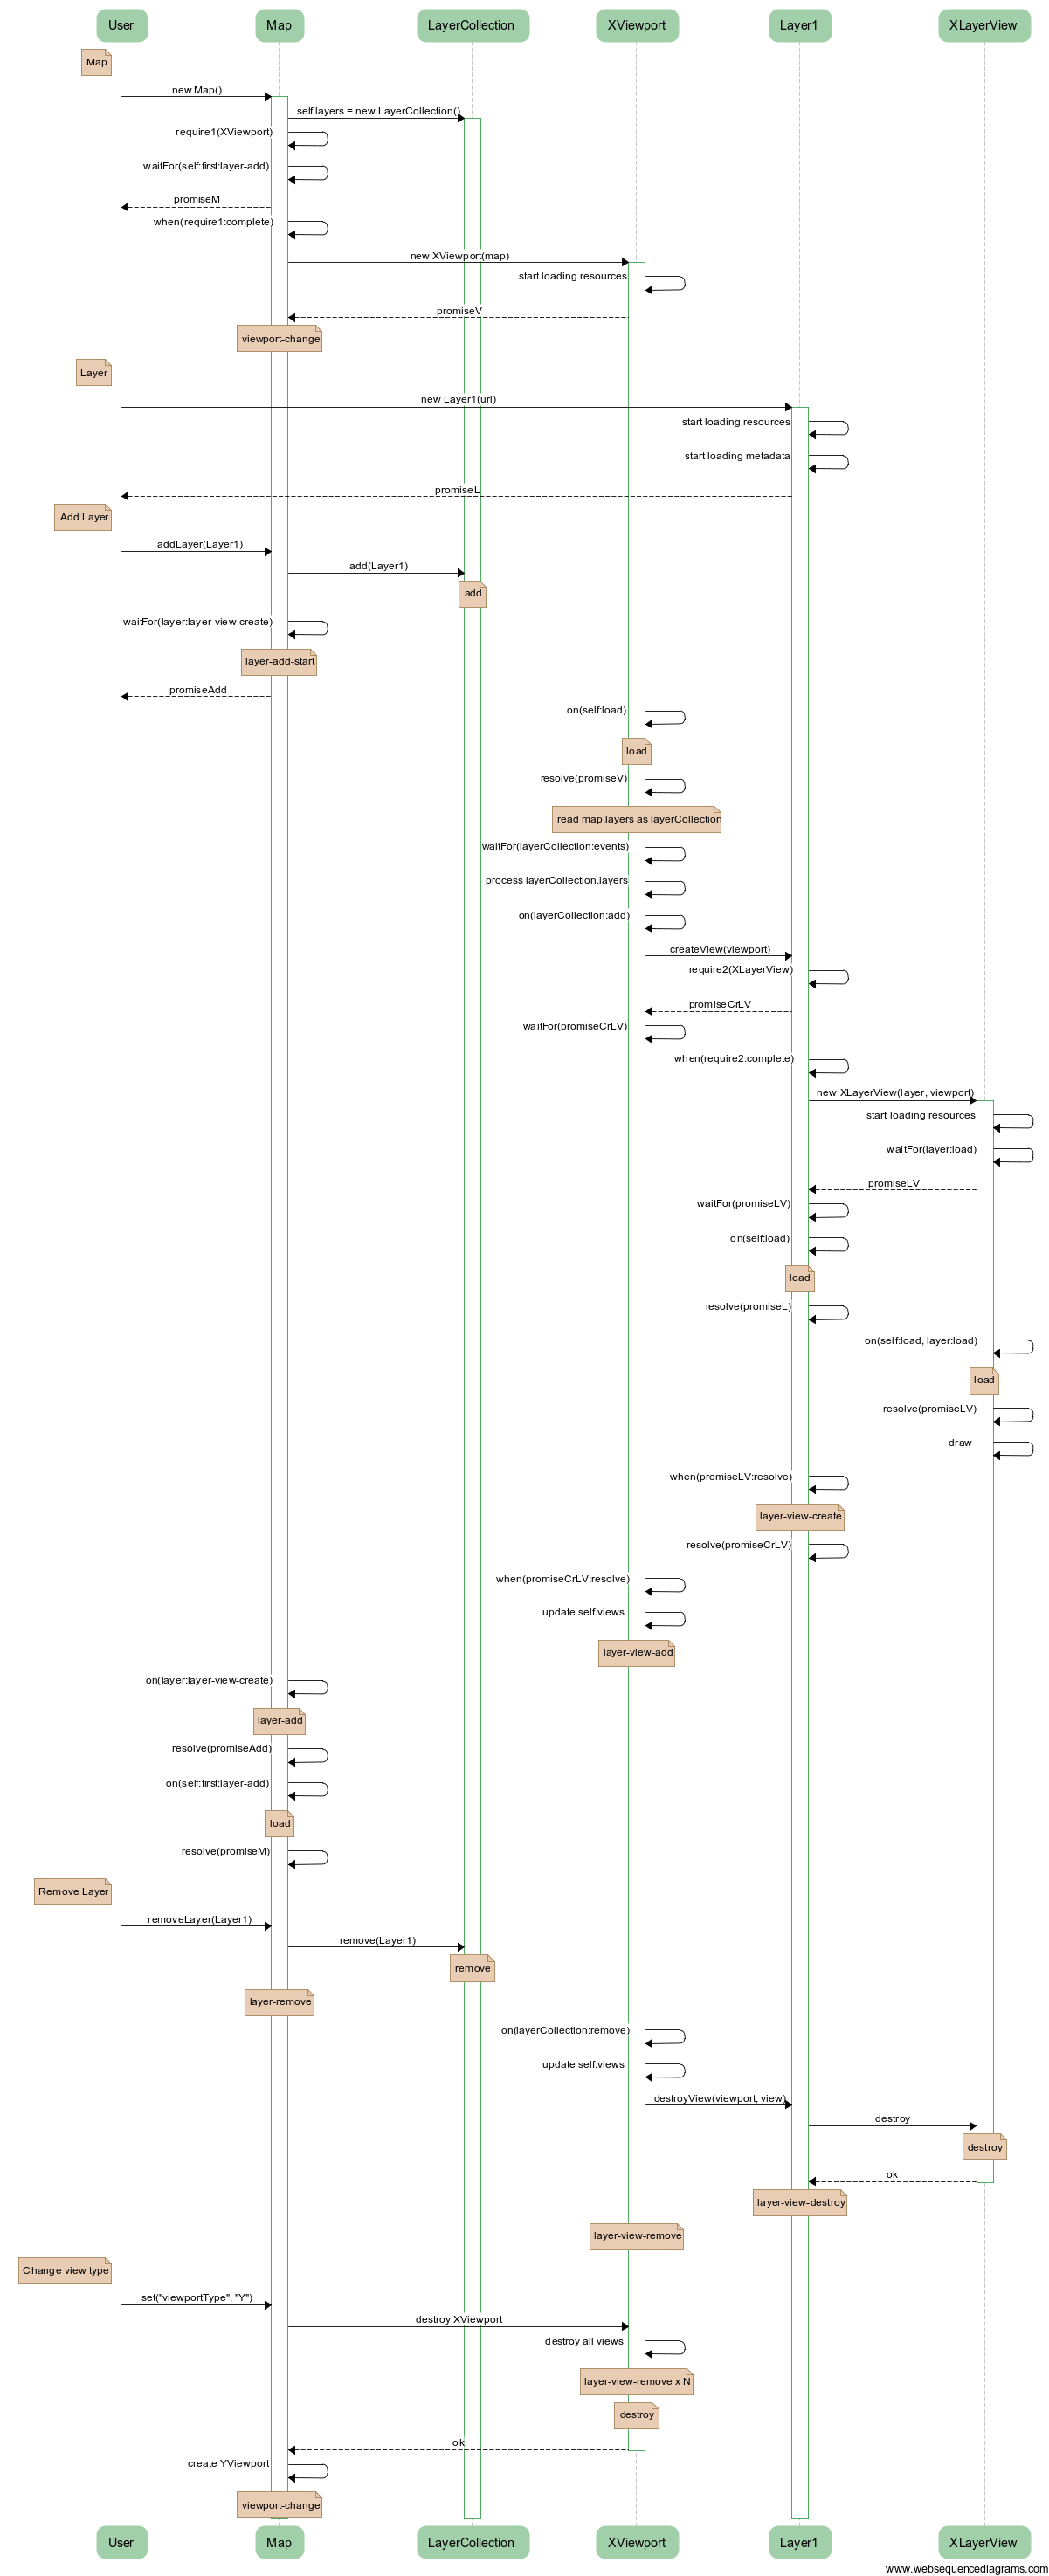 User
Map
LayerCollection
XViewport
Layer1
XLayerView
Map
new Map()
self.layers = new LayerCollection()
require1(XViewport)
waitFor(self:first:layer-add)
promiseM
when(require1:complete)
new XViewport(map)
start loading resources
promiseV
viewport-change
Layer
new Layer1(url)
start loading resources
start loading metadata
promiseL
Add Layer
addLayer(Layer1)
add(Layer1)
add
waitFor(layer:layer-view-create)
layer-add-start
promiseAdd
on(self:load)
load
resolve(promiseV)
read map.layers as layerCollection
waitFor(layerCollection:events)
process layerCollection.layers
on(layerCollection:add)
createView(viewport)
require2(XLayerView)
promiseCrLV
waitFor(promiseCrLV)
when(require2:complete)
new XLayerView(layer, viewport)
start loading resources
waitFor(layer:load)
promiseLV
waitFor(promiseLV)
on(self:load)
load
resolve(promiseL)
on(self:load, layer:load)
load
resolve(promiseLV)
draw
when(promiseLV:resolve)
layer-view-create
resolve(promiseCrLV)
when(promiseCrLV:resolve)
update self.views
layer-view-add
on(layer:layer-view-create)
layer-add
resolve(promiseAdd)
on(self:first:layer-add)
load
resolve(promiseM)
Remove Layer
removeLayer(Layer1)
remove(Layer1)
remove
layer-remove
on(layerCollection:remove)
update self.views
destroyView(viewport, view)
destroy
destroy
ok
layer-view-destroy
layer-view-remove
Change view type
set("viewportType", "Y")
destroy XViewport
destroy all views
layer-view-remove x N
destroy
ok
create YViewport
viewport-change
User
Map
LayerCollection
XViewport
Layer1
XLayerView
www.websequencediagrams.com